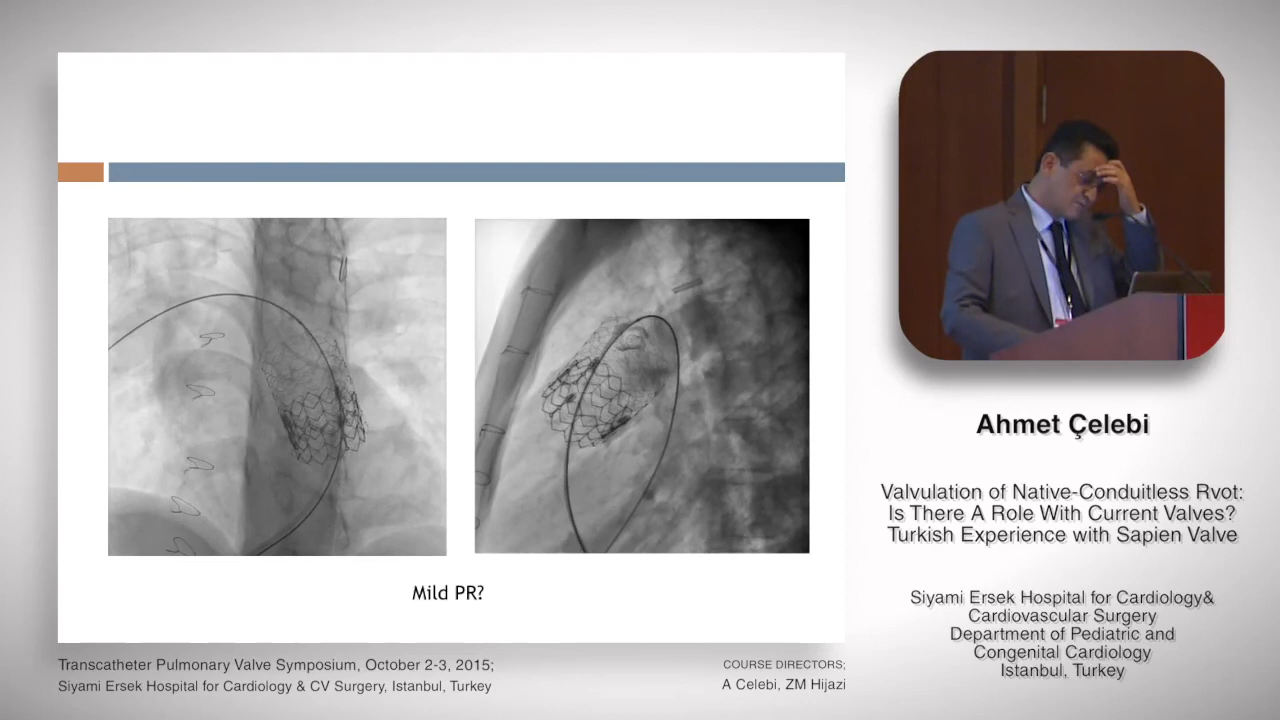 Mild PR?
Ahmet Çelebi
Valvulation of Native-Conduitless Rvot:
Is There A Role With Current Valves?
Turkish Experience with Sapien Valve
Siyami Ersek Hospital for Cardiology&
Cardiovascular Surgery
Department of Pediatric and
Congenital Cardiology
Istanbul, Turkey
Transcatheter Pulmonary Valve Symposium, October 2-3, 2015;
Siyami Ersek Hospital for Cardiology & CV Surgery, Istanbul, Turkey
COURSE DIRECTORS;
A Celebi, ZM Hijazi